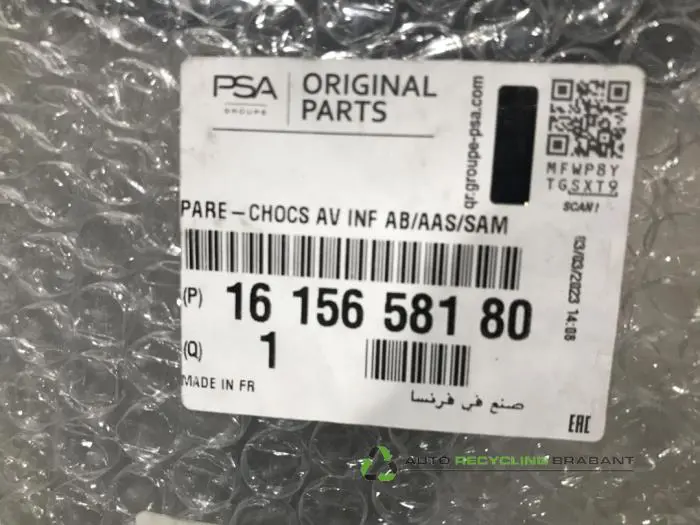 PSA
GROUPE
ORIGINAL
PARTS
qr.groupe-psa.com
MFWP8Y
TGSXT9
SCAN !
PARE-CHOCS AV INF AB/AAS/SAM
03/03/2023 14:08
(P) 16 156 581 80
(Q) 1
MADE IN FR
صنع في فرنسا
EAC
AUTO RECYCLING BRABANT